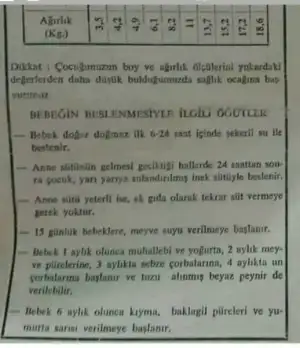 Ağırlık 3,5 4,2 4,9 6,1 8,2 11 13,7 15,2 17,2 18,6
(Kg.)
Dikkat : Çocuğunuzun boy ve ağırlık ölçülerini yukardaki
değerlerden daha düşük bulduğunuzda sağlık ocağına baş-
vurunuz.
BEBEĞİN BESLENMESİYLE İLGİLİ ÖĞÜTLER
— Bebek doğar doğmaz ilk 6-24 saat içinde şekerli su ile
beslenir.
— Anne sütünün gelmesi geciktiği hallerde 24 saattan son-
ra çocuk, yarı yarıya sulandırılmış inek sütüyle beslenir.
— Anne sütü yeterli ise, ek gıda olarak tekrar süt vermeye
gerek yoktur.
— 15 günlük bebeklere, meyve suyu verilmeye başlanır.
— Bebek 1 aylık olunca muhallebi ve yoğurta, 2 aylık mey-
ve pürelerine, 3 aylıkta sebze çorbalarına, 4 aylıkta un
çorbalarına başlanır ve tuzu alınmış beyaz peynir de
verilebilir.
— Bebek 6 aylık olunca kıyma, baklagil püreleri ve yu-
murta sarısı verilmeye başlanır.